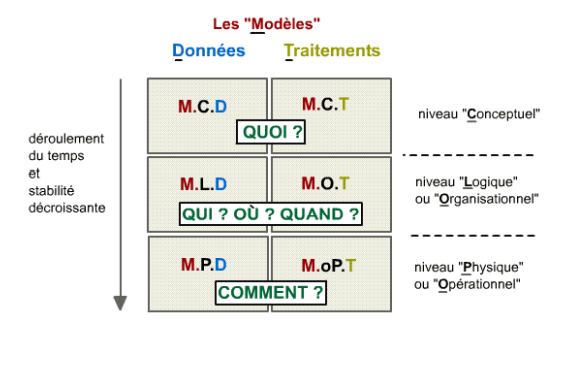 Les "Modèles"
Données Traitements
M.C.D M.C.T
niveau "Conceptuel"
QUOI ?
déroulement
du temps
et
stabilité
décroissante
M.L.D M.O.T
niveau "Logique"
ou "Organisationnel"
QUI ? OÙ ? QUAND ?
M.P.D M.oP.T
niveau "Physique"
ou "Opérationnel"
COMMENT ?